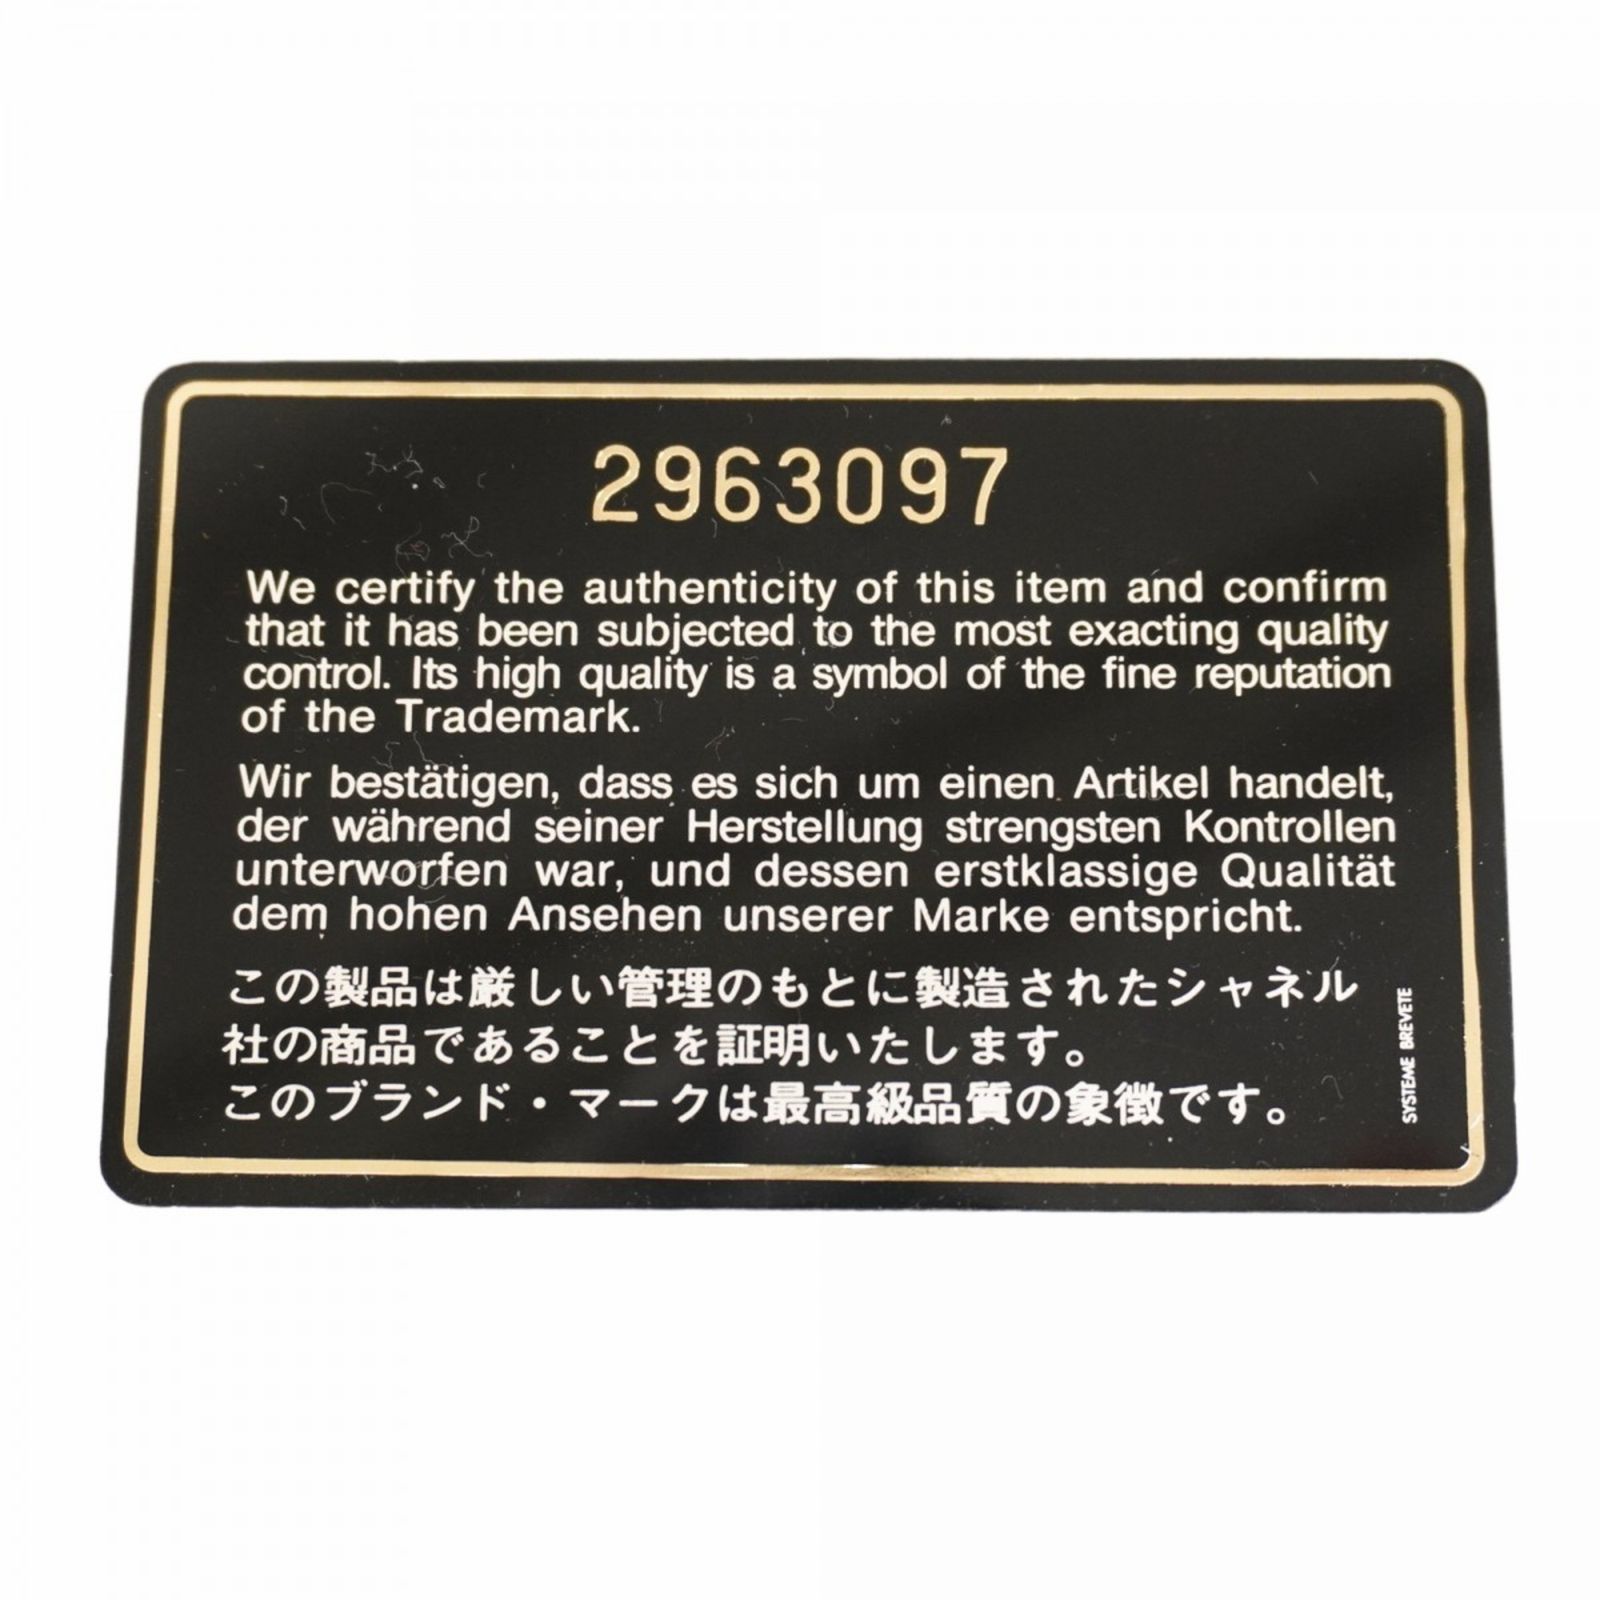 2963097
We certify the authenticity of this item and confirm
that it has been subjected to the most exacting quality
control. Its high quality is a symbol of the fine reputation
of the Trademark.
Wir bestätigen, dass es sich um einen Artikel handelt,
der während seiner Herstellung strengsten Kontrollen
unterworfen war, und dessen erstklassige Qualität
dem hohen Ansehen unserer Marke entspricht.
この製品は厳しい管理のもとに製造されたシャネル
社の商品であることを証明いたします。
このブランド・マークは最高級品質の象徴です。
SYSTEME BREVETE